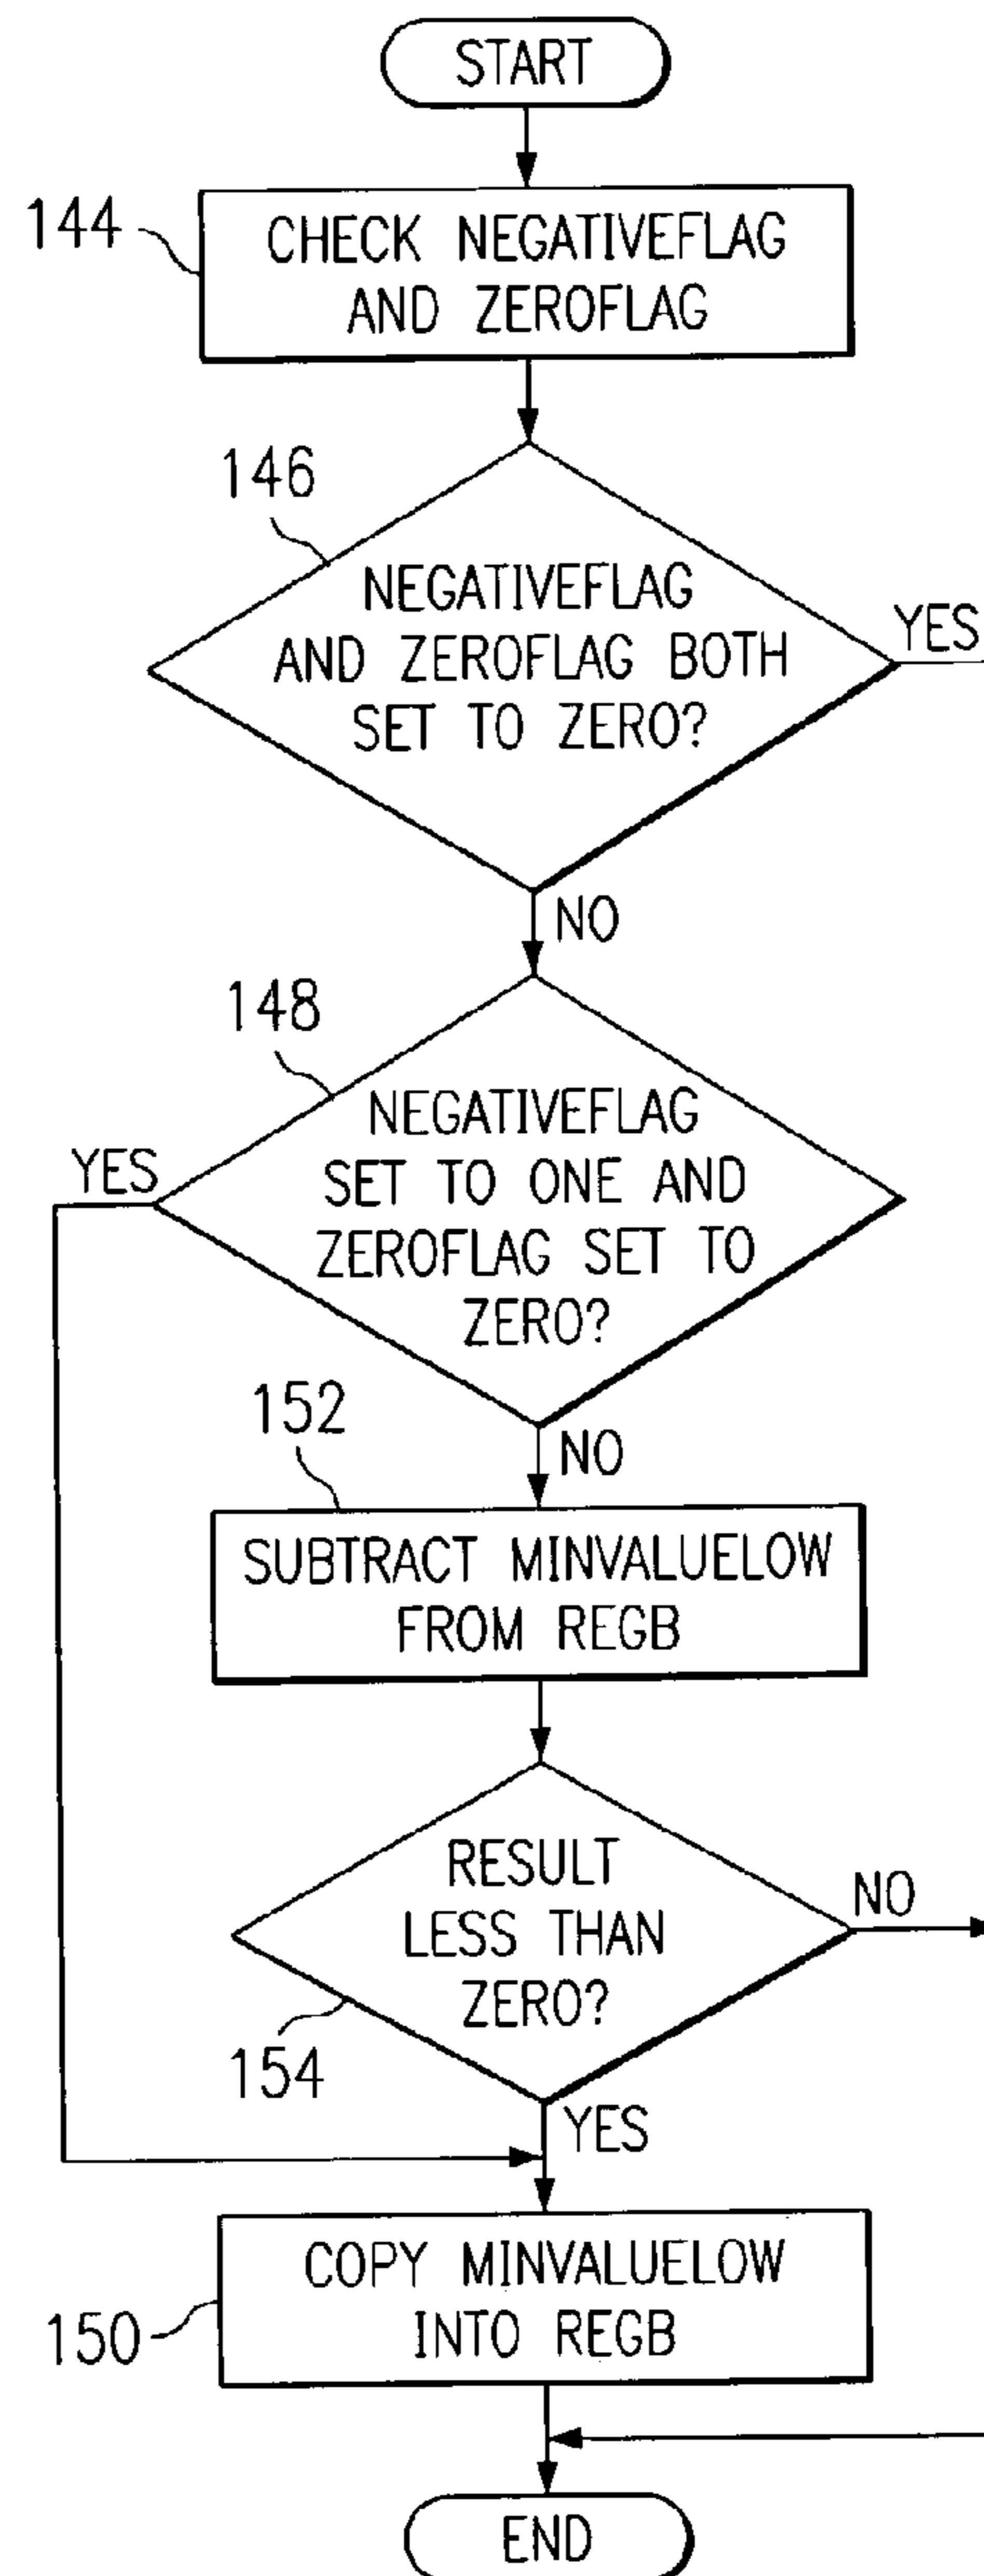 START
144
CHECK NEGATIVEFLAG
AND ZEROFLAG
146
NEGATIVEFLAG
AND ZEROFLAG BOTH
SET TO ZERO?
YES
NO
148
NEGATIVEFLAG
SET TO ONE AND
ZEROFLAG SET TO
ZERO?
YES
NO
152
SUBTRACT MINVALUELOW
FROM REGB
RESULT
LESS THAN
ZERO?
NO
154
YES
COPY MINVALUELOW
INTO REGB
150
END